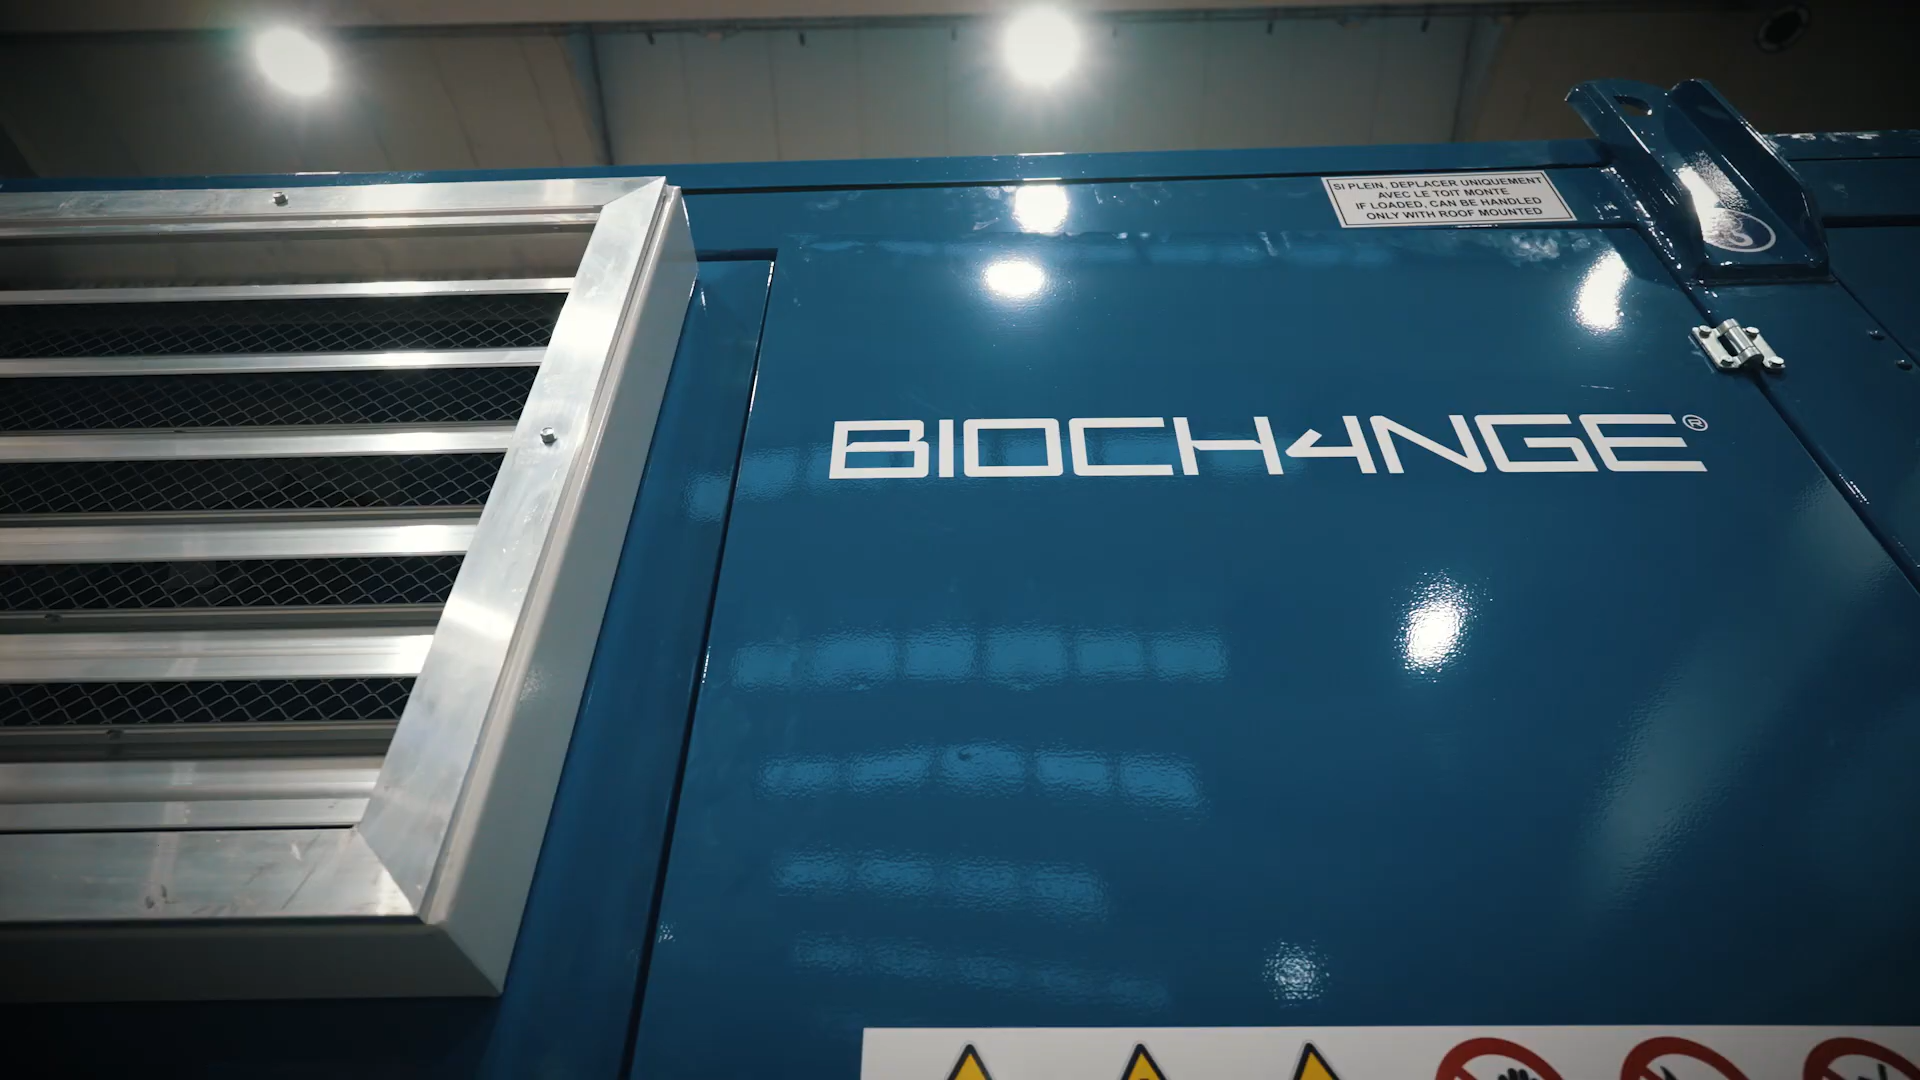 SI PLEIN, DEPLACER UNIQUEMENT
AVEC LE TOIT MONTE
IF LOADED, CAN BE HANDLED
ONLY WITH ROOF MOUNTED
BIOCH4NGE®